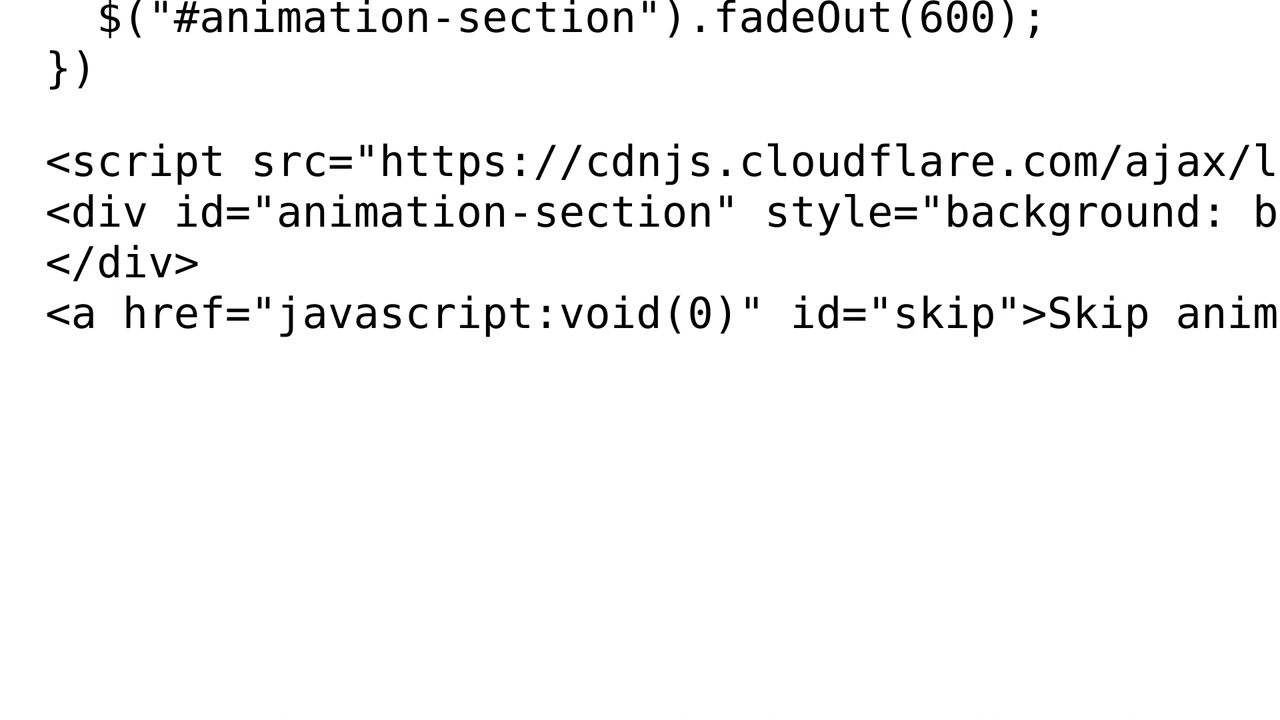 $("#animation-section").fadeOut(600);
})
<script src="https://cdnjs.cloudflare.com/ajax/l
<div id="animation-section" style="background: b
</div>
<a href="javascript:void(0)" id="skip">Skip anim